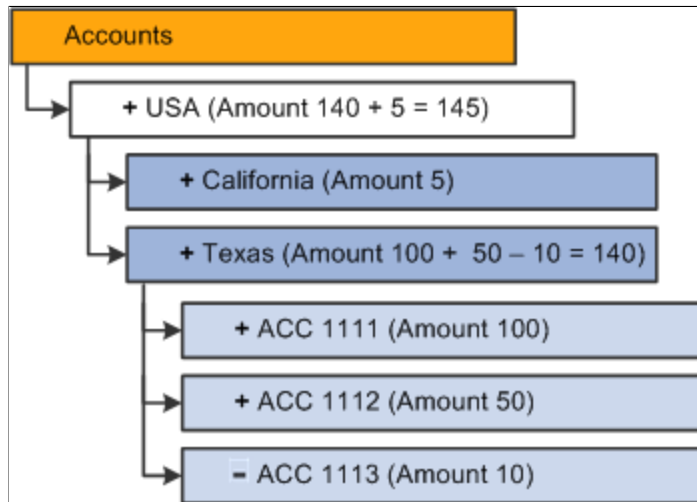 Accounts
+ USA (Amount 140 + 5 = 145)
+ California (Amount 5)
+ Texas (Amount 100 + 50 – 10 = 140)
+ ACC 1111 (Amount 100)
+ ACC 1112 (Amount 50)
- ACC 1113 (Amount 10)